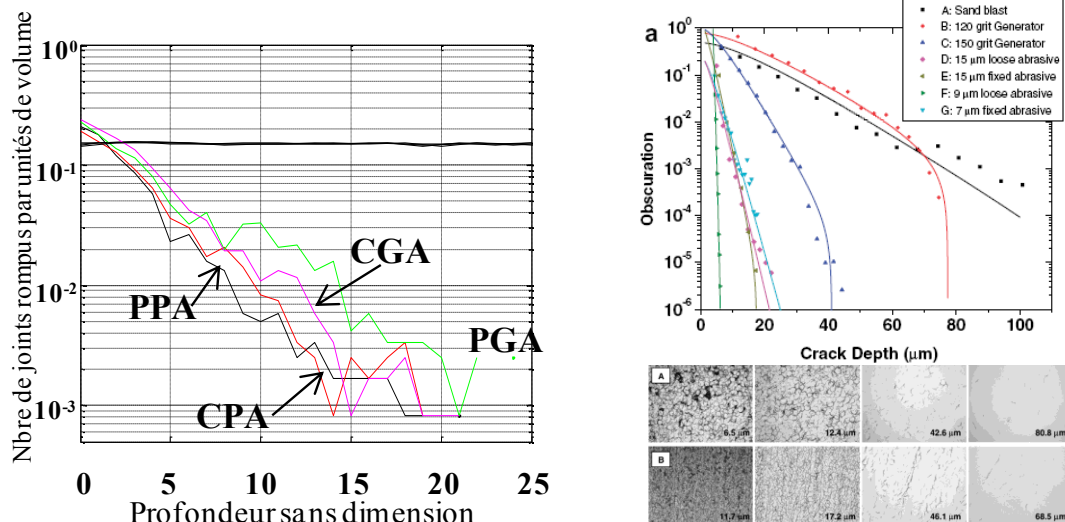 Nbre de joints rompus par unités de volume
10^0
10^-1
10^-2
10^-3
CGA
PPA
PGA
CPA
0 5 10 15 20 25
Profondeur sans dimension
a
A: Sand blast
B: 120 grit Generator
C: 150 grit Generator
D: 15 µm loose abrasive
E: 15 µm fixed abrasive
F: 9 µm loose abrasive
G: 7 µm fixed abrasive
Obscuration
10^0
10^-1
10^-2
10^-3
10^-4
10^-5
10^-6
0 20 40 60 80 100
Crack Depth (µm)
A
6.5 µm 12.4 µm 42.6 µm 80.8 µm
B
11.7 µm 17.2 µm 46.1 µm 68.5 µm